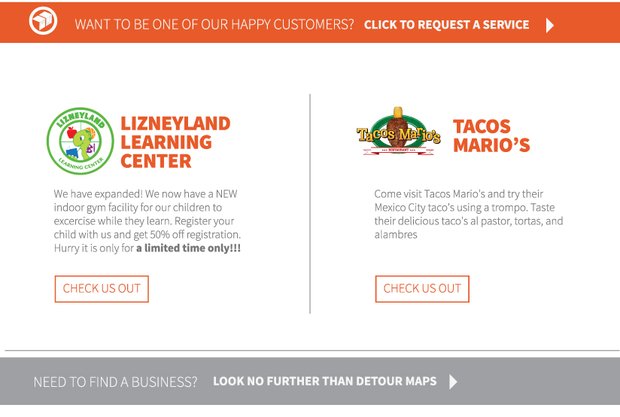 WANT TO BE ONE OF OUR HAPPY CUSTOMERS? CLICK TO REQUEST A SERVICE
LIZNEYLAND
LEARNING CENTER
LIZNEYLAND
LEARNING
CENTER
We have expanded! We now have a NEW
indoor gym facility for our children to
excercise while they learn. Register your
child with us and get 50% off registration.
Hurry it is only for a limited time only!!!
CHECK US OUT
Tacos Mario's
RESTAURANT
TACOS
MARIO'S
Come visit Tacos Mario's and try their
Mexico City taco's using a trompo. Taste
their delicious taco's al pastor, tortas, and
alambres
CHECK US OUT
NEED TO FIND A BUSINESS? LOOK NO FURTHER THAN DETOUR MAPS